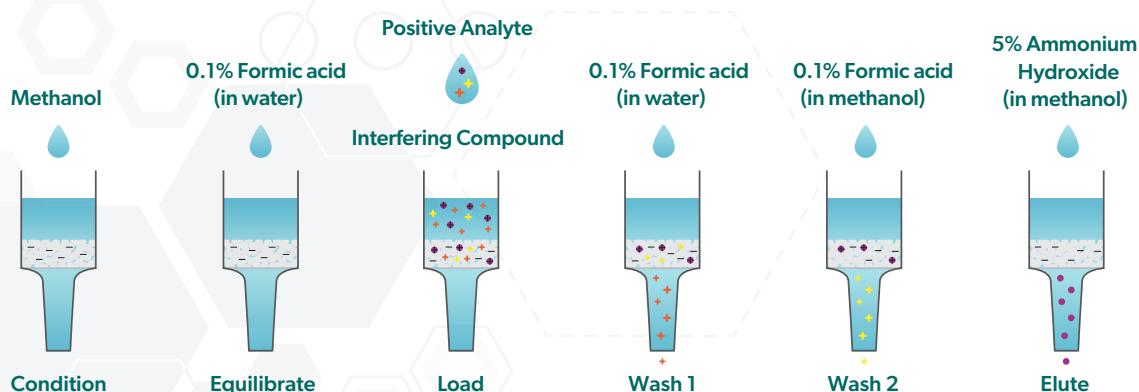 Positive Analyte
Interfering Compound
Methanol
0.1% Formic acid
(in water)
0.1% Formic acid
(in water)
0.1% Formic acid
(in methanol)
5% Ammonium
Hydroxide
(in methanol)
Condition
Equilibrate
Load
Wash 1
Wash 2
Elute